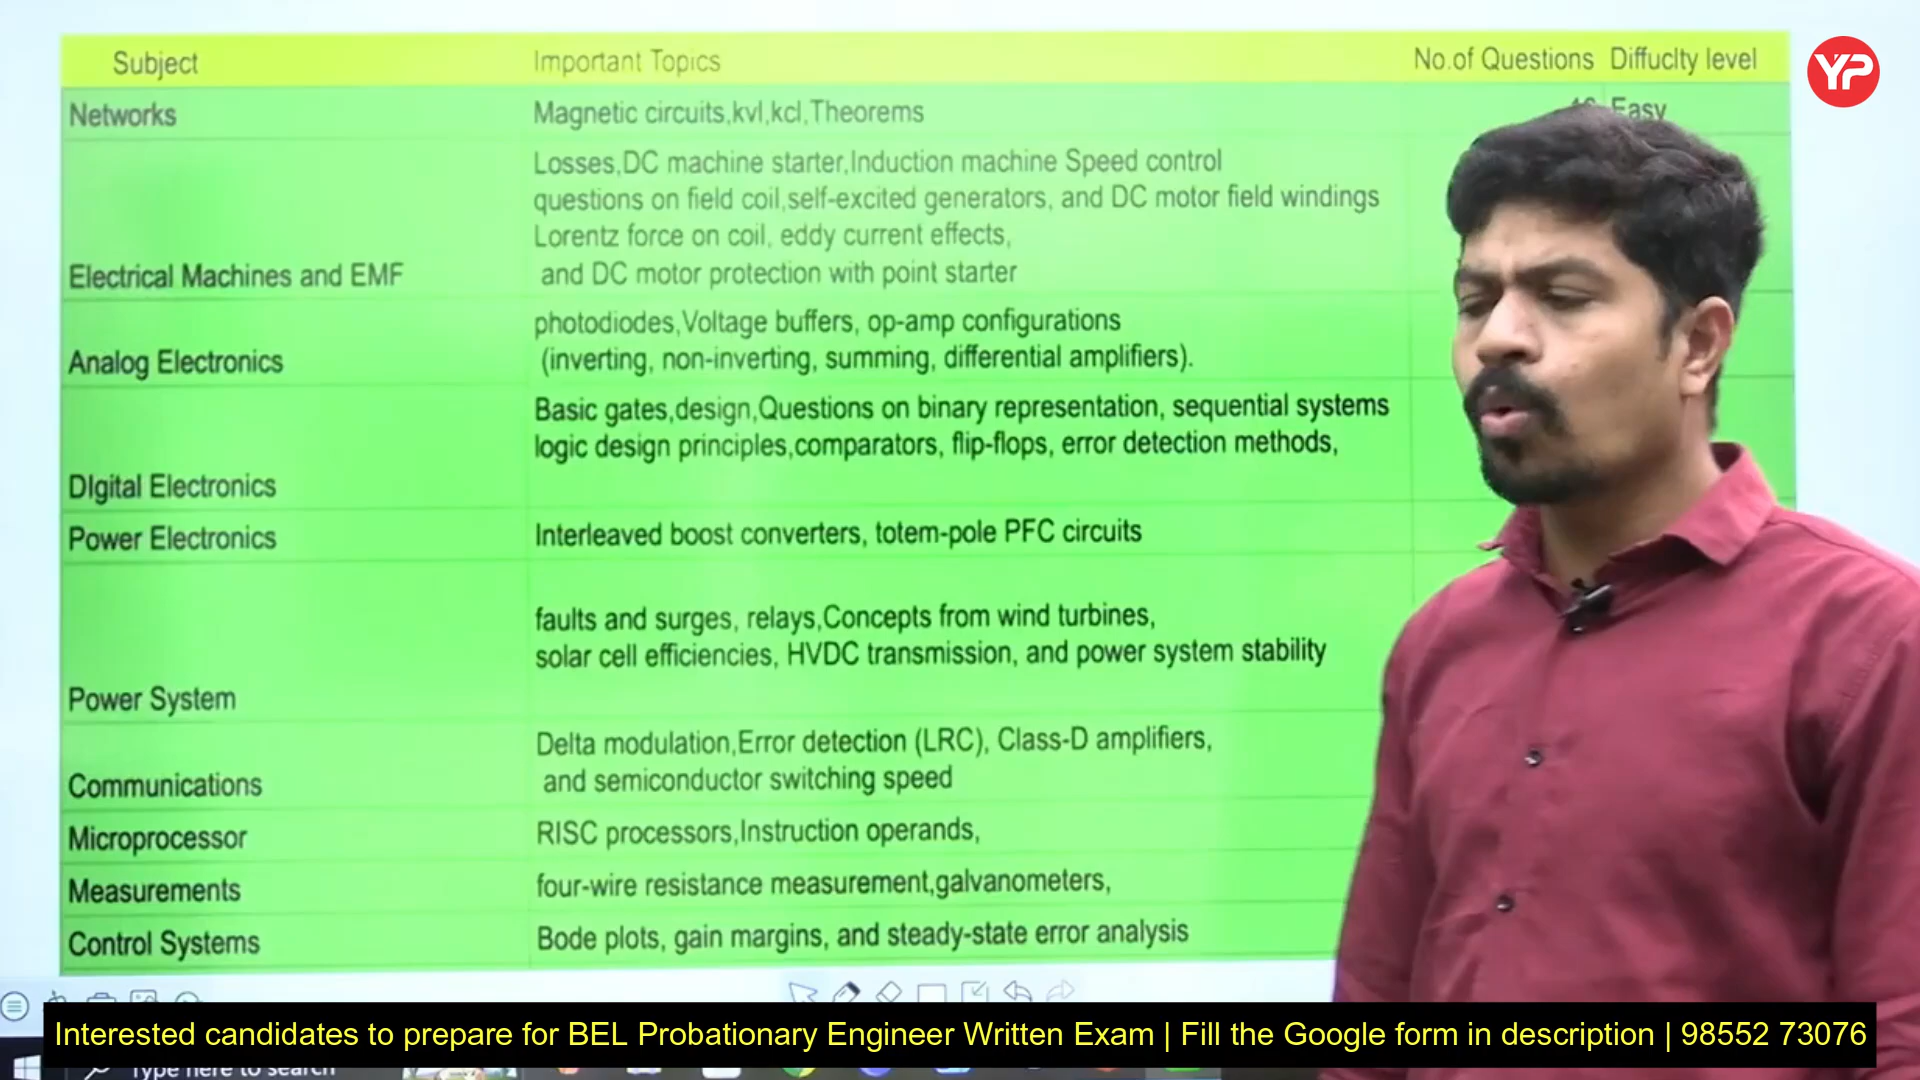 Subject Important Topics No.of Questions Diffuclty level
YP
Networks Magnetic circuits,kvl,kcl,Theorems Easy
Losses,DC machine starter,Induction machine Speed control
questions on field coil,self-excited generators, and DC motor field windings
Lorentz force on coil, eddy current effects,
Electrical Machines and EMF and DC motor protection with point starter
photodiodes,Voltage buffers, op-amp configurations
Analog Electronics (inverting, non-inverting, summing, differential amplifiers).
Basic gates,design,Questions on binary representation, sequential systems
logic design principles,comparators, flip-flops, error detection methods,
DIgital Electronics
Power Electronics Interleaved boost converters, totem-pole PFC circuits
faults and surges, relays,Concepts from wind turbines,
solar cell efficiencies, HVDC transmission, and power system stability
Power System
Delta modulation,Error detection (LRC), Class-D amplifiers,
Communications and semiconductor switching speed
Microprocessor RISC processors,Instruction operands,
Measurements four-wire resistance measurement,galvanometers,
Control Systems Bode plots, gain margins, and steady-state error analysis
Interested candidates to prepare for BEL Probationary Engineer Written Exam | Fill the Google form in description | 98552 73076
Type here to search